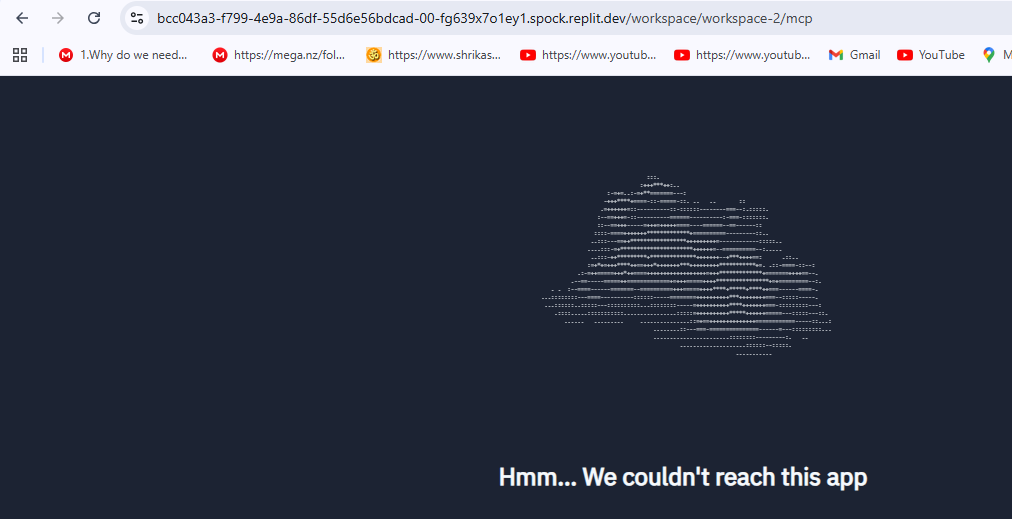 bcc043a3-f799-4e9a-86df-55d6e56bdcad-00-fg639x7o1ey1.spock.replit.dev/workspace/workspace-2/mcp
1.Why do we need... https://mega.nz/fol... https://www.shrikas... https://www.youtub... https://www.youtub... Gmail YouTube M
Hmm... We couldn't reach this app